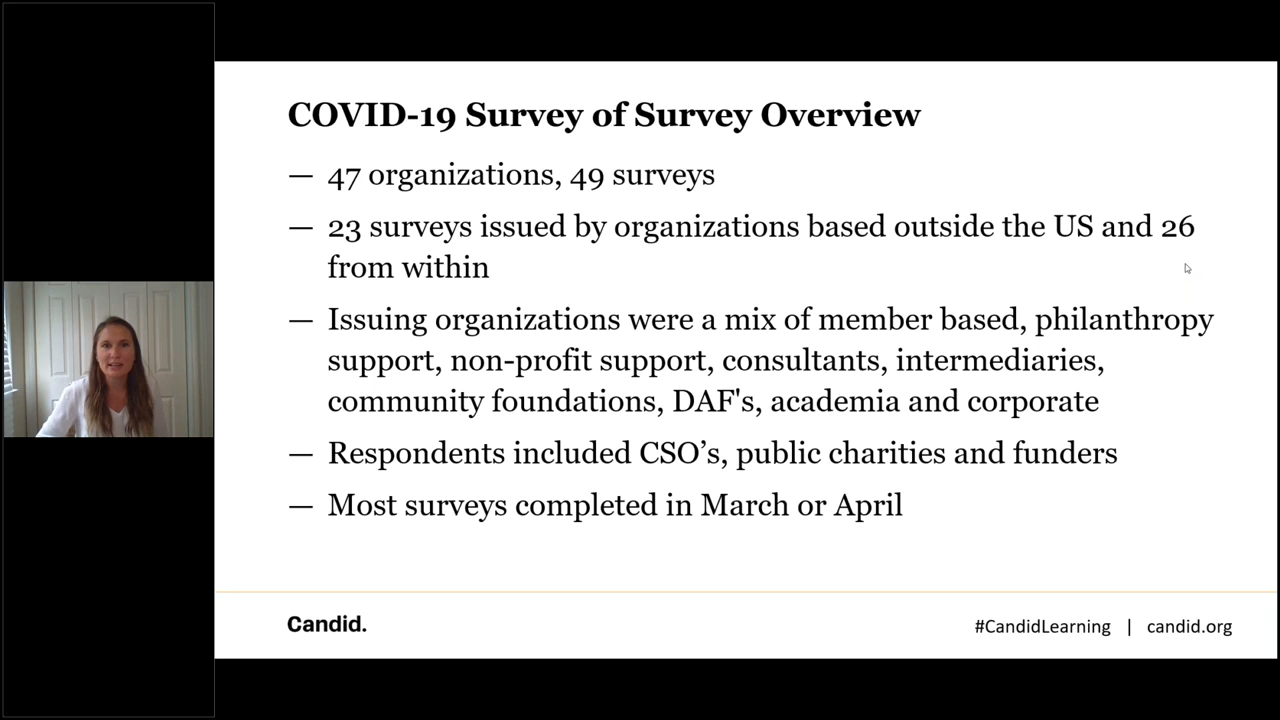 COVID-19 Survey of Survey Overview
— 47 organizations, 49 surveys
— 23 surveys issued by organizations based outside the US and 26
from within
— Issuing organizations were a mix of member based, philanthropy
support, non-profit support, consultants, intermediaries,
community foundations, DAF's, academia and corporate
— Respondents included CSO’s, public charities and funders
— Most surveys completed in March or April
Candid.
#CandidLearning | candid.org